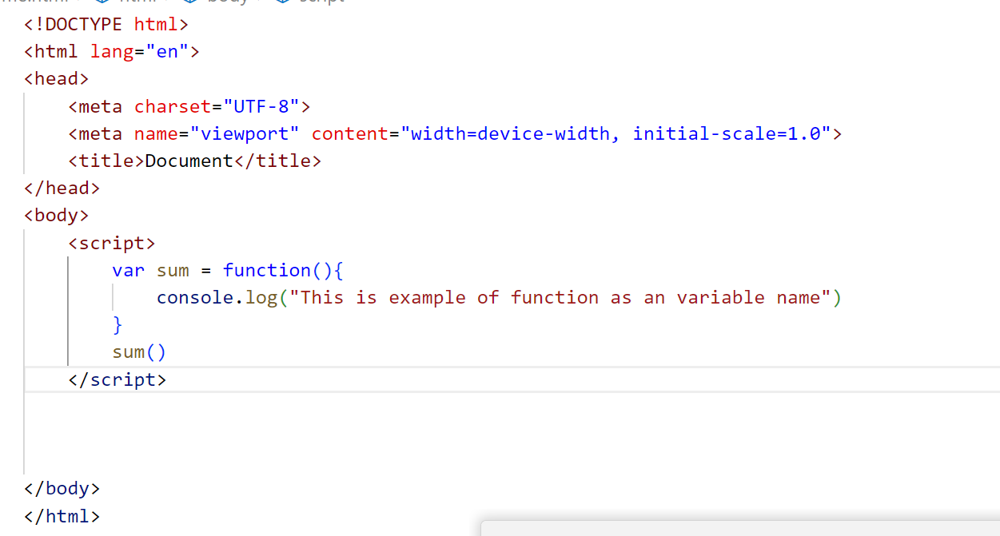 html
body
script
<!DOCTYPE html>
<html lang="en">
<head>
    <meta charset="UTF-8">
    <meta name="viewport" content="width=device-width, initial-scale=1.0">
    <title>Document</title>
</head>
<body>
    <script>
        var sum = function(){
            console.log("This is example of function as an variable name")
        }
        sum()
    </script>
</body>
</html>